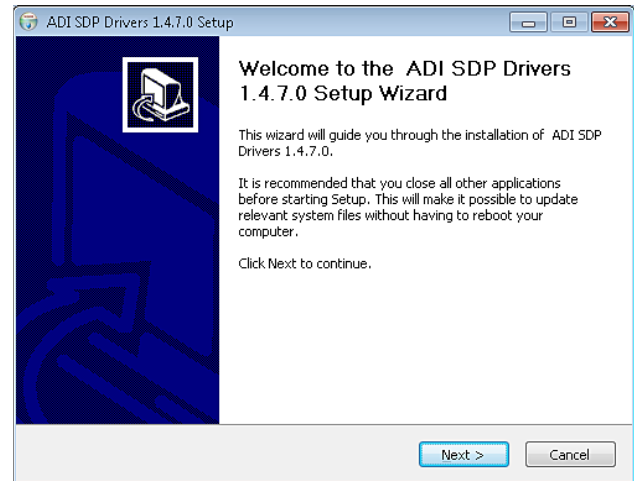 ADI SDP Drivers 1.4.7.0 Setup
Welcome to the ADI SDP Drivers
1.4.7.0 Setup Wizard
This wizard will guide you through the installation of ADI SDP
Drivers 1.4.7.0.
It is recommended that you close all other applications
before starting Setup. This will make it possible to update
relevant system files without having to reboot your
computer.
Click Next to continue.
Next >
Cancel